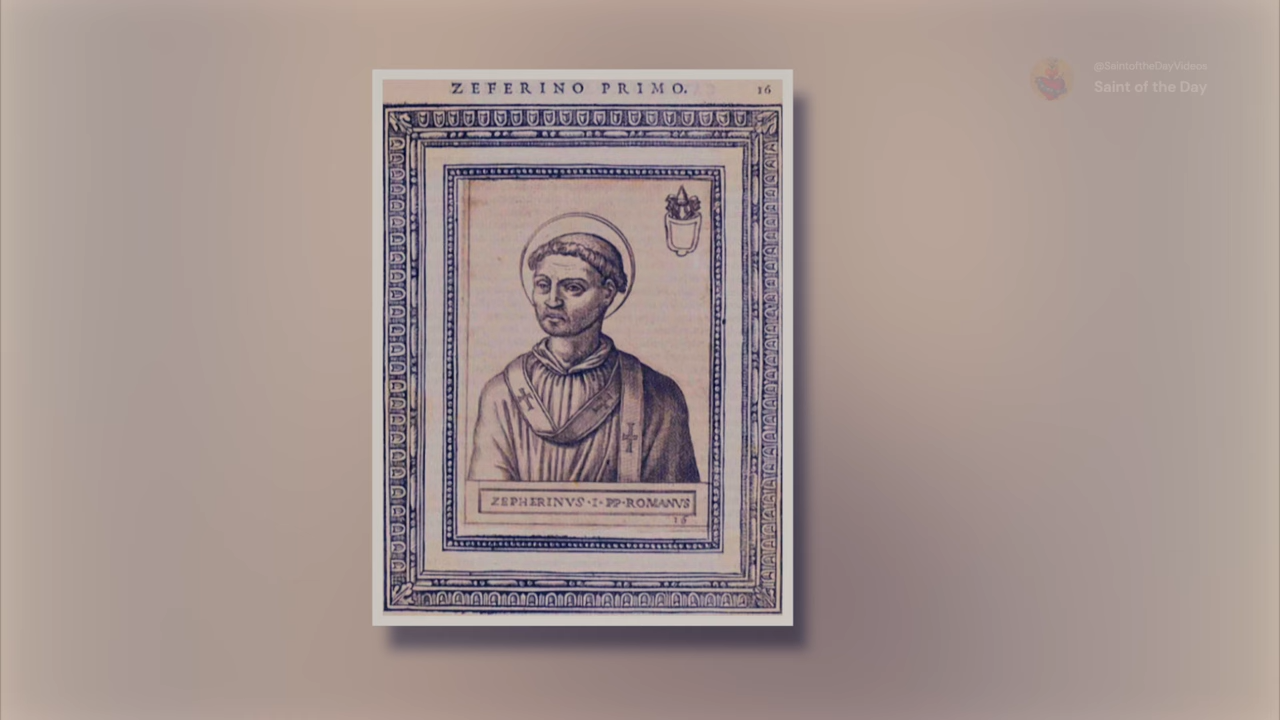 ZEFERINO PRIMO.
16
ZEPHERINVS·I·PP·ROMANVS
16
@SaintoftheDayVideos
Saint of the Day